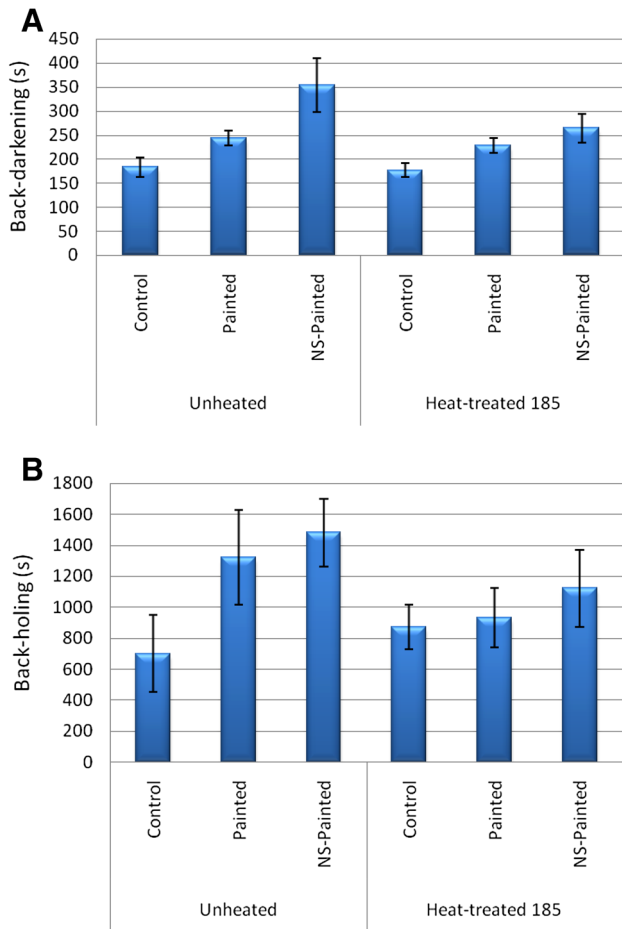 A
Back-darkening (s)
450
400
350
300
250
200
150
100
50
0
Control
Painted
NS-Painted
Control
Painted
NS-Painted
Unheated
Heat-treated 185
B
Back-holing (s)
1800
1600
1400
1200
1000
800
600
400
200
0
Control
Painted
NS-Painted
Control
Painted
NS-Painted
Unheated
Heat-treated 185